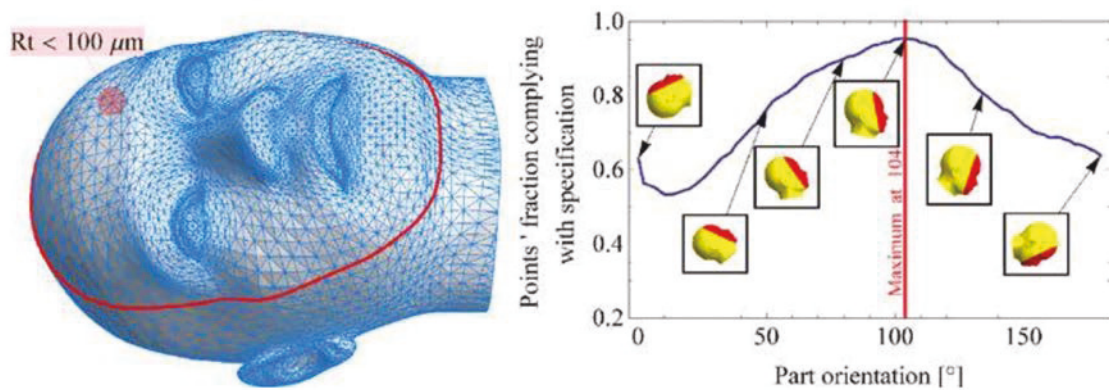 Rt < 100 μm
Points ' fraction complying
with specification
1.0
0.8
0.6
0.4
0.2
Maximum at 104
0
50
100
150
Part orientation [°]